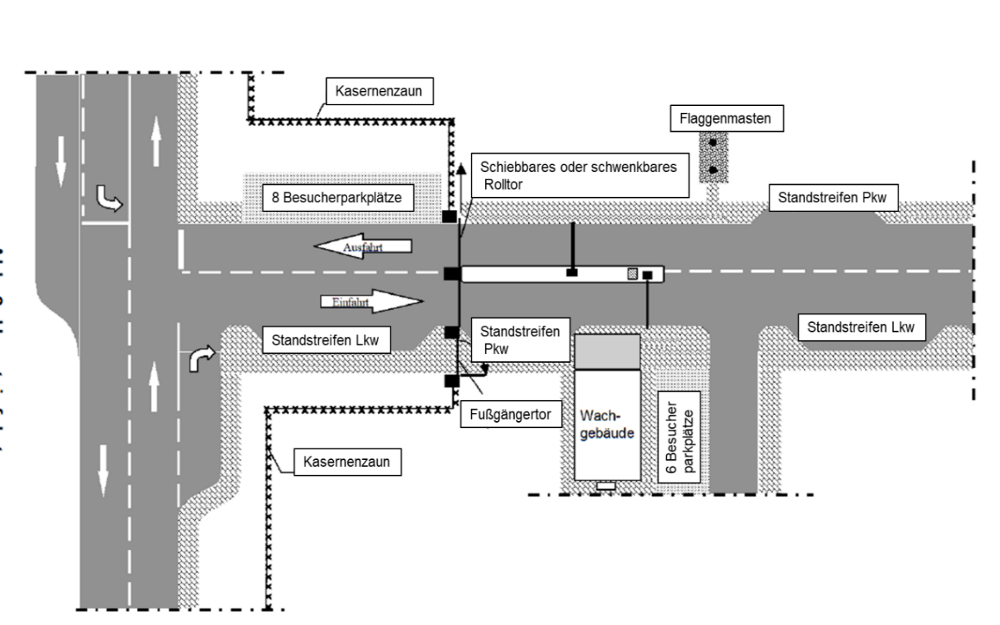 Kasernenzaun
Flaggenmasten
Schiebbares oder schwenkbares
Rolltor
8 Besucherparkplätze
Standstreifen Pkw
Ausfahrt
Einfahrt
Standstreifen Lkw
Standstreifen
Pkw
Standstreifen Lkw
Fußgängertor
Wach-
gebäude
6 Besucher
parkplätze
Kasernenzaun